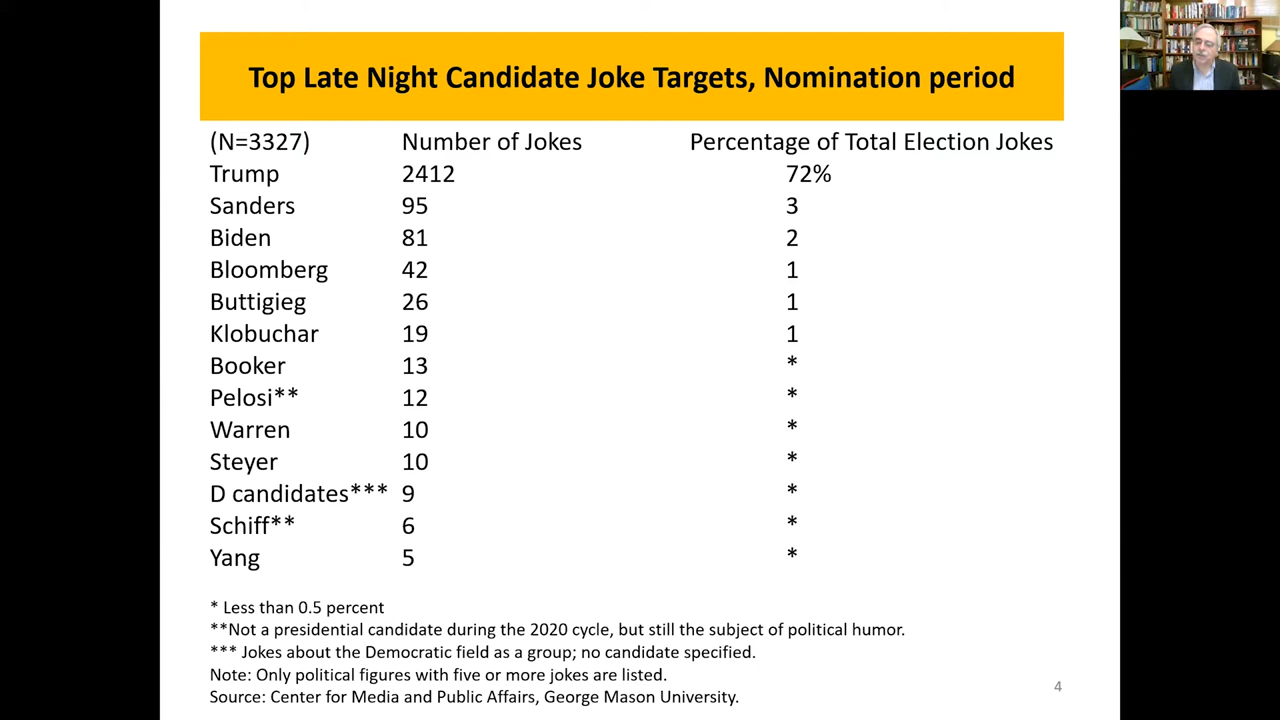 Top Late Night Candidate Joke Targets, Nomination period
(N=3327) Number of Jokes Percentage of Total Election Jokes
Trump 2412 72%
Sanders 95 3
Biden 81 2
Bloomberg 42 1
Buttigieg 26 1
Klobuchar 19 1
Booker 13 *
Pelosi** 12 *
Warren 10 *
Steyer 10 *
D candidates*** 9 *
Schiff** 6 *
Yang 5 *
* Less than 0.5 percent
**Not a presidential candidate during the 2020 cycle, but still the subject of political humor.
*** Jokes about the Democratic field as a group; no candidate specified.
Note: Only political figures with five or more jokes are listed.
Source: Center for Media and Public Affairs, George Mason University.
4